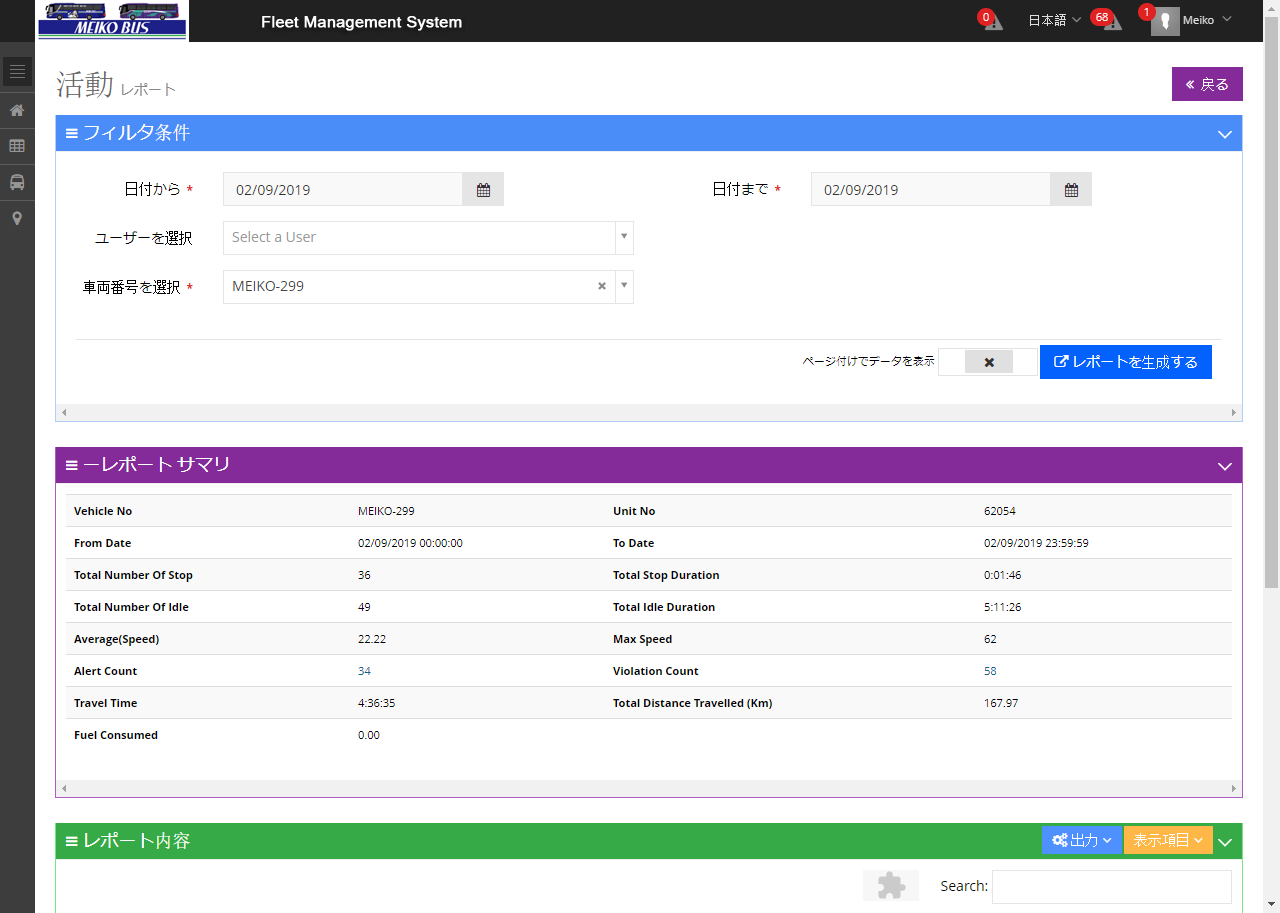 MEIKO BUS
Fleet Management System
0
日本語
68
1
Meiko
活動 レポート
« 戻る
フィルタ条件
日付から * 02/09/2019
日付まで * 02/09/2019
ユーザーを選択 Select a User
車両番号を選択 * MEIKO-299
ページ付けでデータを表示
レポートを生成する
ーレポート サマリ
Vehicle No MEIKO-299 Unit No 62054
From Date 02/09/2019 00:00:00 To Date 02/09/2019 23:59:59
Total Number Of Stop 36 Total Stop Duration 0:01:46
Total Number Of Idle 49 Total Idle Duration 5:11:26
Average(Speed) 22.22 Max Speed 62
Alert Count 34 Violation Count 58
Travel Time 4:36:35 Total Distance Travelled (Km) 167.97
Fuel Consumed 0.00
レポート内容
出力
表示項目
Search: